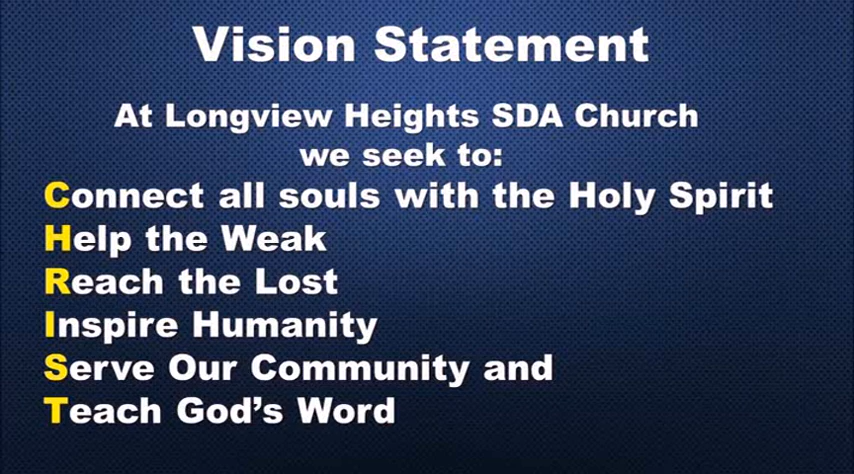 Vision Statement
At Longview Heights SDA Church
we seek to:
Connect all souls with the Holy Spirit
Help the Weak
Reach the Lost
Inspire Humanity
Serve Our Community and
Teach God’s Word